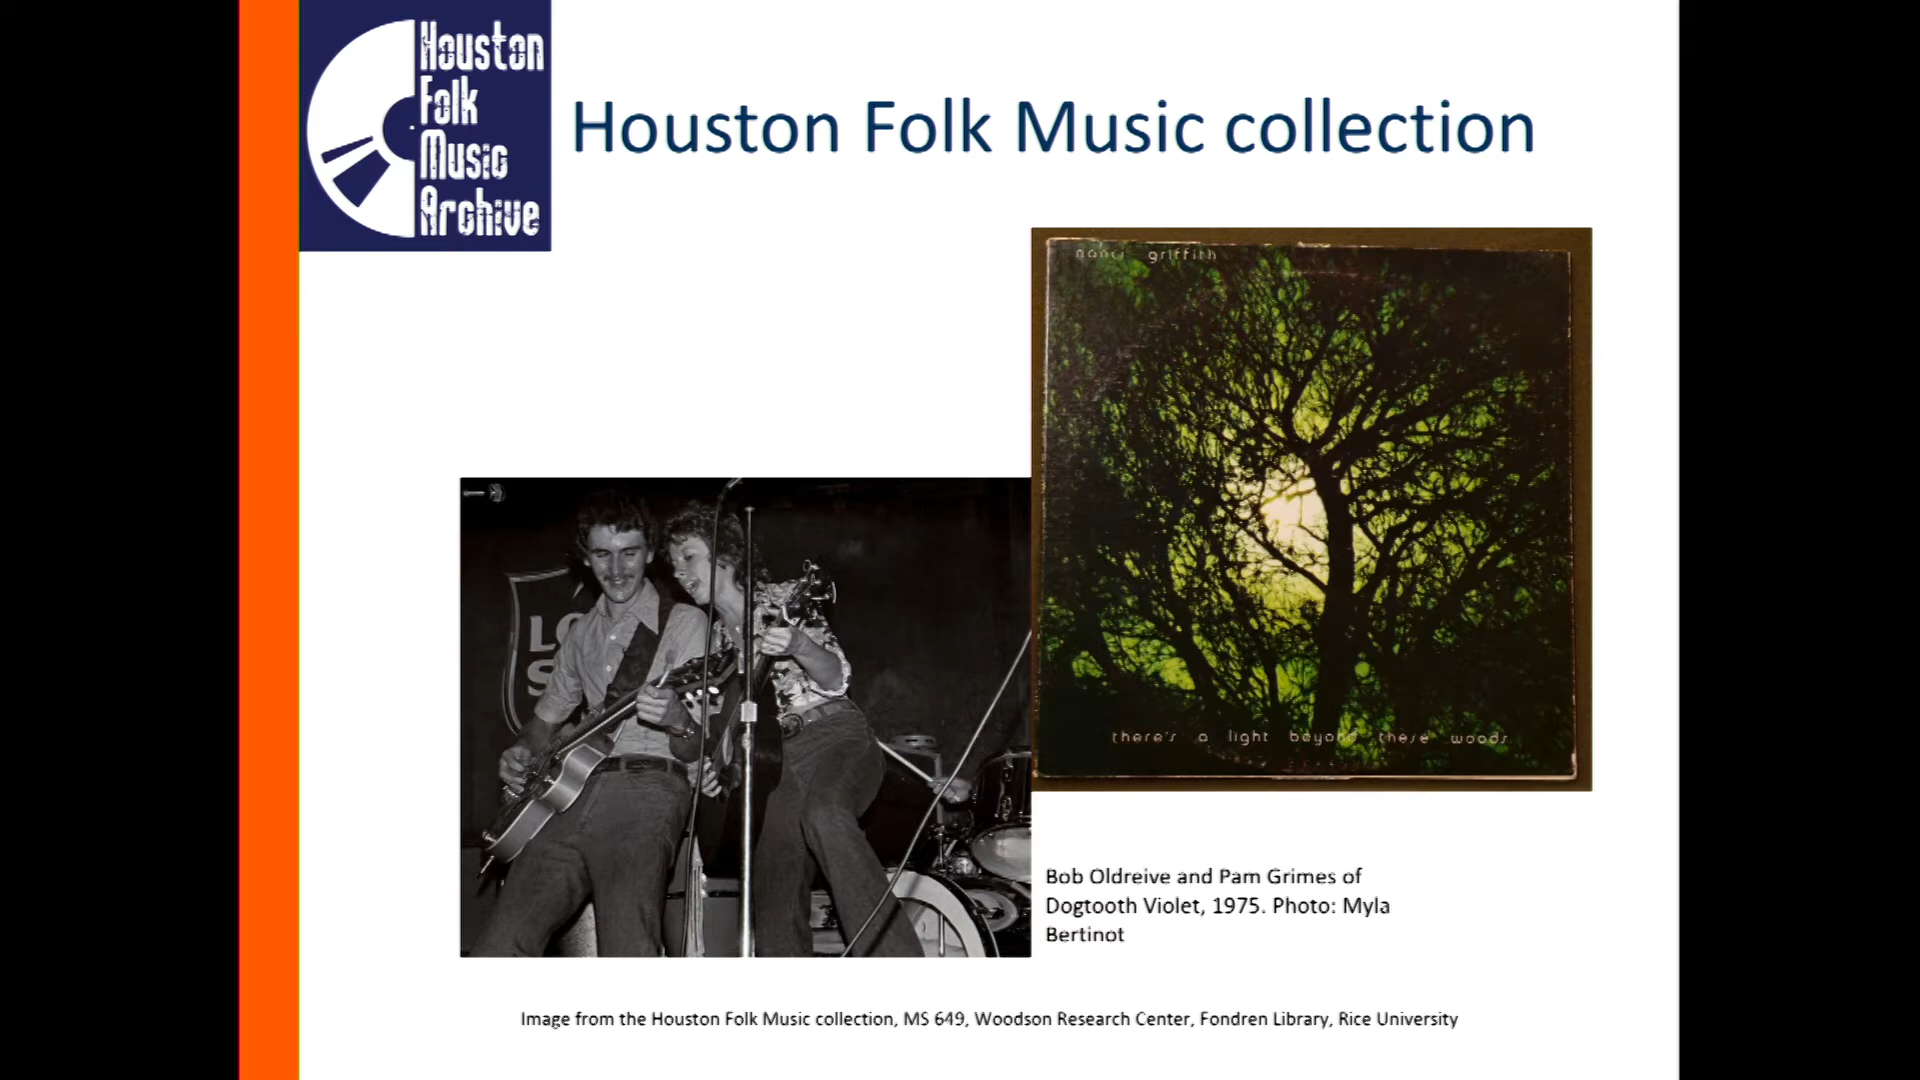 Houston
Folk
Music
Archive
Houston Folk Music collection
nanci griffith
there's a light beyond these woods
LO
S
Bob Oldreive and Pam Grimes of
Dogtooth Violet, 1975. Photo: Myla
Bertinot
Image from the Houston Folk Music collection, MS 649, Woodson Research Center, Fondren Library, Rice University